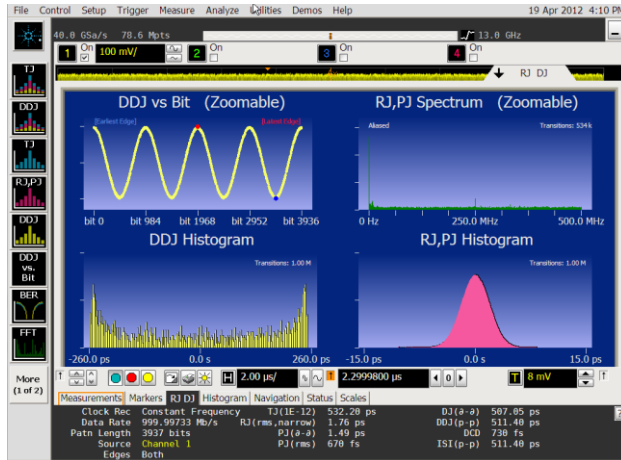 File Control Setup Trigger Measure Analyze Utilities Demos Help 19 Apr 2012 4:10 PM
40.0 GSa/s 78.6 Mpts 13.0 GHz
1 On 100 mV/ 2 On 3 On 4 On
RJ DJ
TJ
DDJ
TJ
RJ,PJ
DDJ
DDJ
vs.
Bit
BER
FFT
More
(1 of 2)
DDJ vs Bit (Zoomable)
[Earliest Edge] [Latest Edge]
bit 0 bit 984 bit 1968 bit 2952 bit 3936
RJ,PJ Spectrum (Zoomable)
Aliased Transitions: 534 k
0 Hz 250.0 MHz 500.0 MHz
DDJ Histogram
Transitions: 1.00 M
-260.0 ps 0.0 s 260.0 ps
RJ,PJ Histogram
Transitions: 1.00 M
-15.0 ps 0.0 s 15.0 ps
H 2.00 µs/ 2.2999800 µs 0 T 8 mV
Measurements Markers RJ DJ Histogram Navigation Status Scales
Clock Rec Constant Frequency TJ(1E-12) 532.20 ps DJ(∂-∂) 507.05 ps
Data Rate 999.99733 Mb/s RJ(rms,narrow) 1.76 ps DDJ(p-p) 511.40 ps
Patn Length 3937 bits PJ(∂-∂) 1.49 ps DCD 730 fs
Source Channel 1 PJ(rms) 670 fs ISI(p-p) 511.40 ps
Edges Both